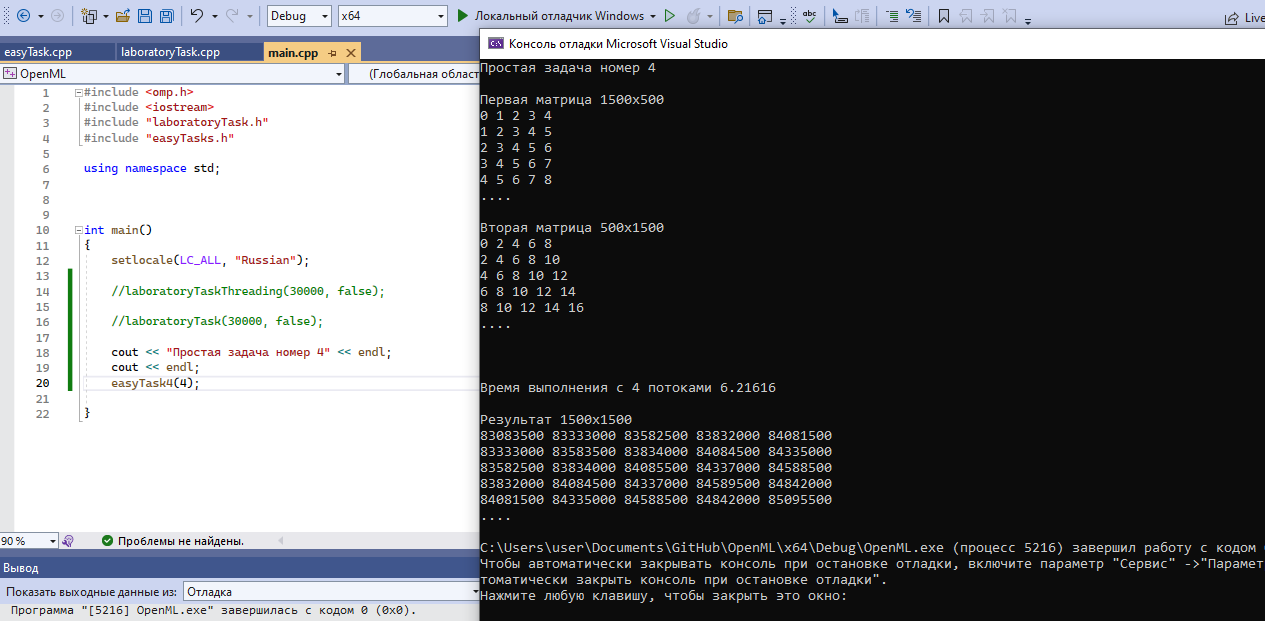 Debug
x64
Локальный отладчик Windows
Live
easyTask.cpp
laboratoryTask.cpp
main.cpp
OpenML
(Глобальная област
1 #include <omp.h>
2 #include <iostream>
3 #include "laboratoryTask.h"
4 #include "easyTasks.h"
5
6 using namespace std;
7
8
9
10 int main()
11 {
12 setlocale(LC_ALL, "Russian");
13
14 //laboratoryTaskThreading(30000, false);
15
16 //laboratoryTask(30000, false);
17
18 cout << "Простая задача номер 4" << endl;
19 cout << endl;
20 easyTask4(4);
21
22 }
90 %
Проблемы не найдены.
Вывод
Показать выходные данные из: Отладка
Программа "[5216] OpenML.exe" завершилась с кодом 0 (0x0).
Консоль отладки Microsoft Visual Studio
Простая задача номер 4
Первая матрица 1500x500
0 1 2 3 4
1 2 3 4 5
2 3 4 5 6
3 4 5 6 7
4 5 6 7 8
....
Вторая матрица 500x1500
0 2 4 6 8
2 4 6 8 10
4 6 8 10 12
6 8 10 12 14
8 10 12 14 16
....
Время выполнения с 4 потоками 6.21616
Результат 1500x1500
83083500 83333000 83582500 83832000 84081500
83333000 83583500 83834000 84084500 84335000
83582500 83834000 84085500 84337000 84588500
83832000 84084500 84337000 84589500 84842000
84081500 84335000 84588500 84842000 85095500
....
C:\Users\user\Documents\GitHub\OpenML\x64\Debug\OpenML.exe (процесс 5216) завершил работу с кодом
Чтобы автоматически закрывать консоль при остановке отладки, включите параметр "Сервис" ->"Парамет
томатически закрыть консоль при остановке отладки".
Нажмите любую клавишу, чтобы закрыть это окно: